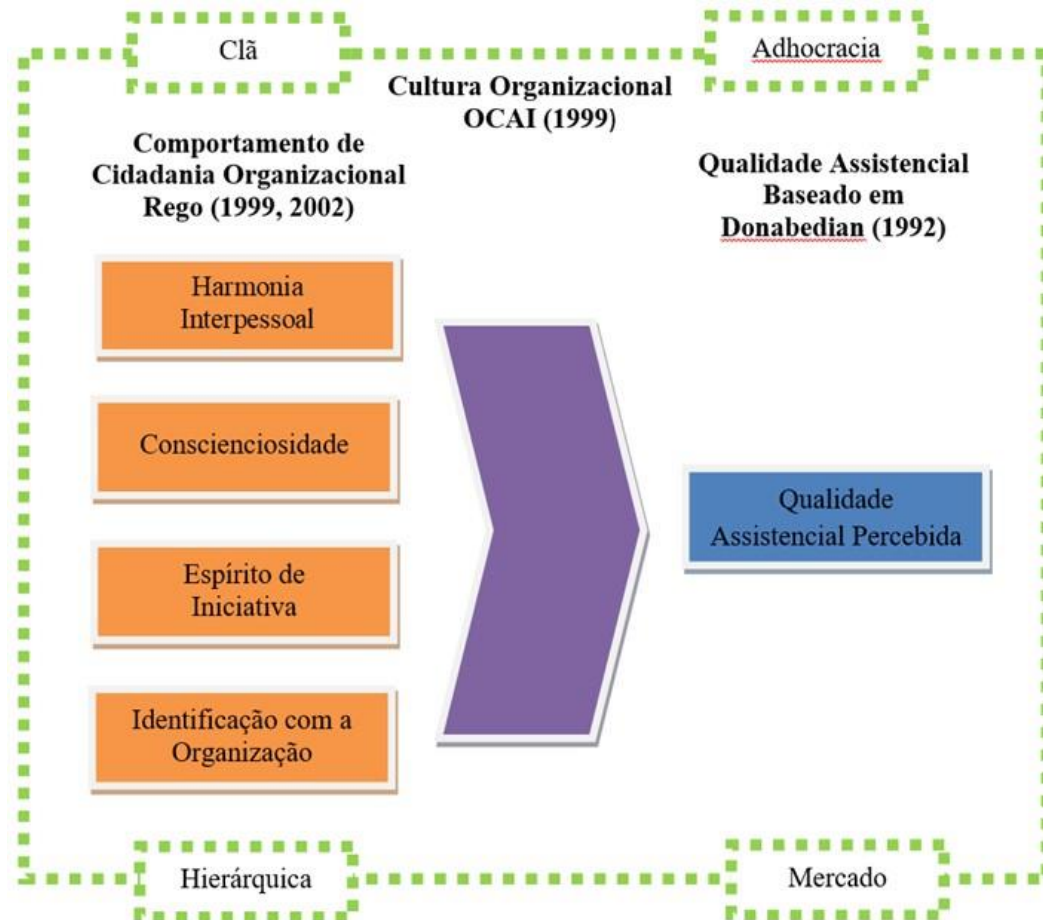 Clã
Adhocracia
Cultura Organizacional
OCAI (1999)
Comportamento de
Cidadania Organizacional
Rego (1999, 2002)
Qualidade Assistencial
Baseado em
Donabedian (1992)
Harmonia
Interpessoal
Conscienciosidade
Espírito de
Iniciativa
Identificação com a
Organização
Qualidade
Assistencial Percebida
Hierárquica
Mercado